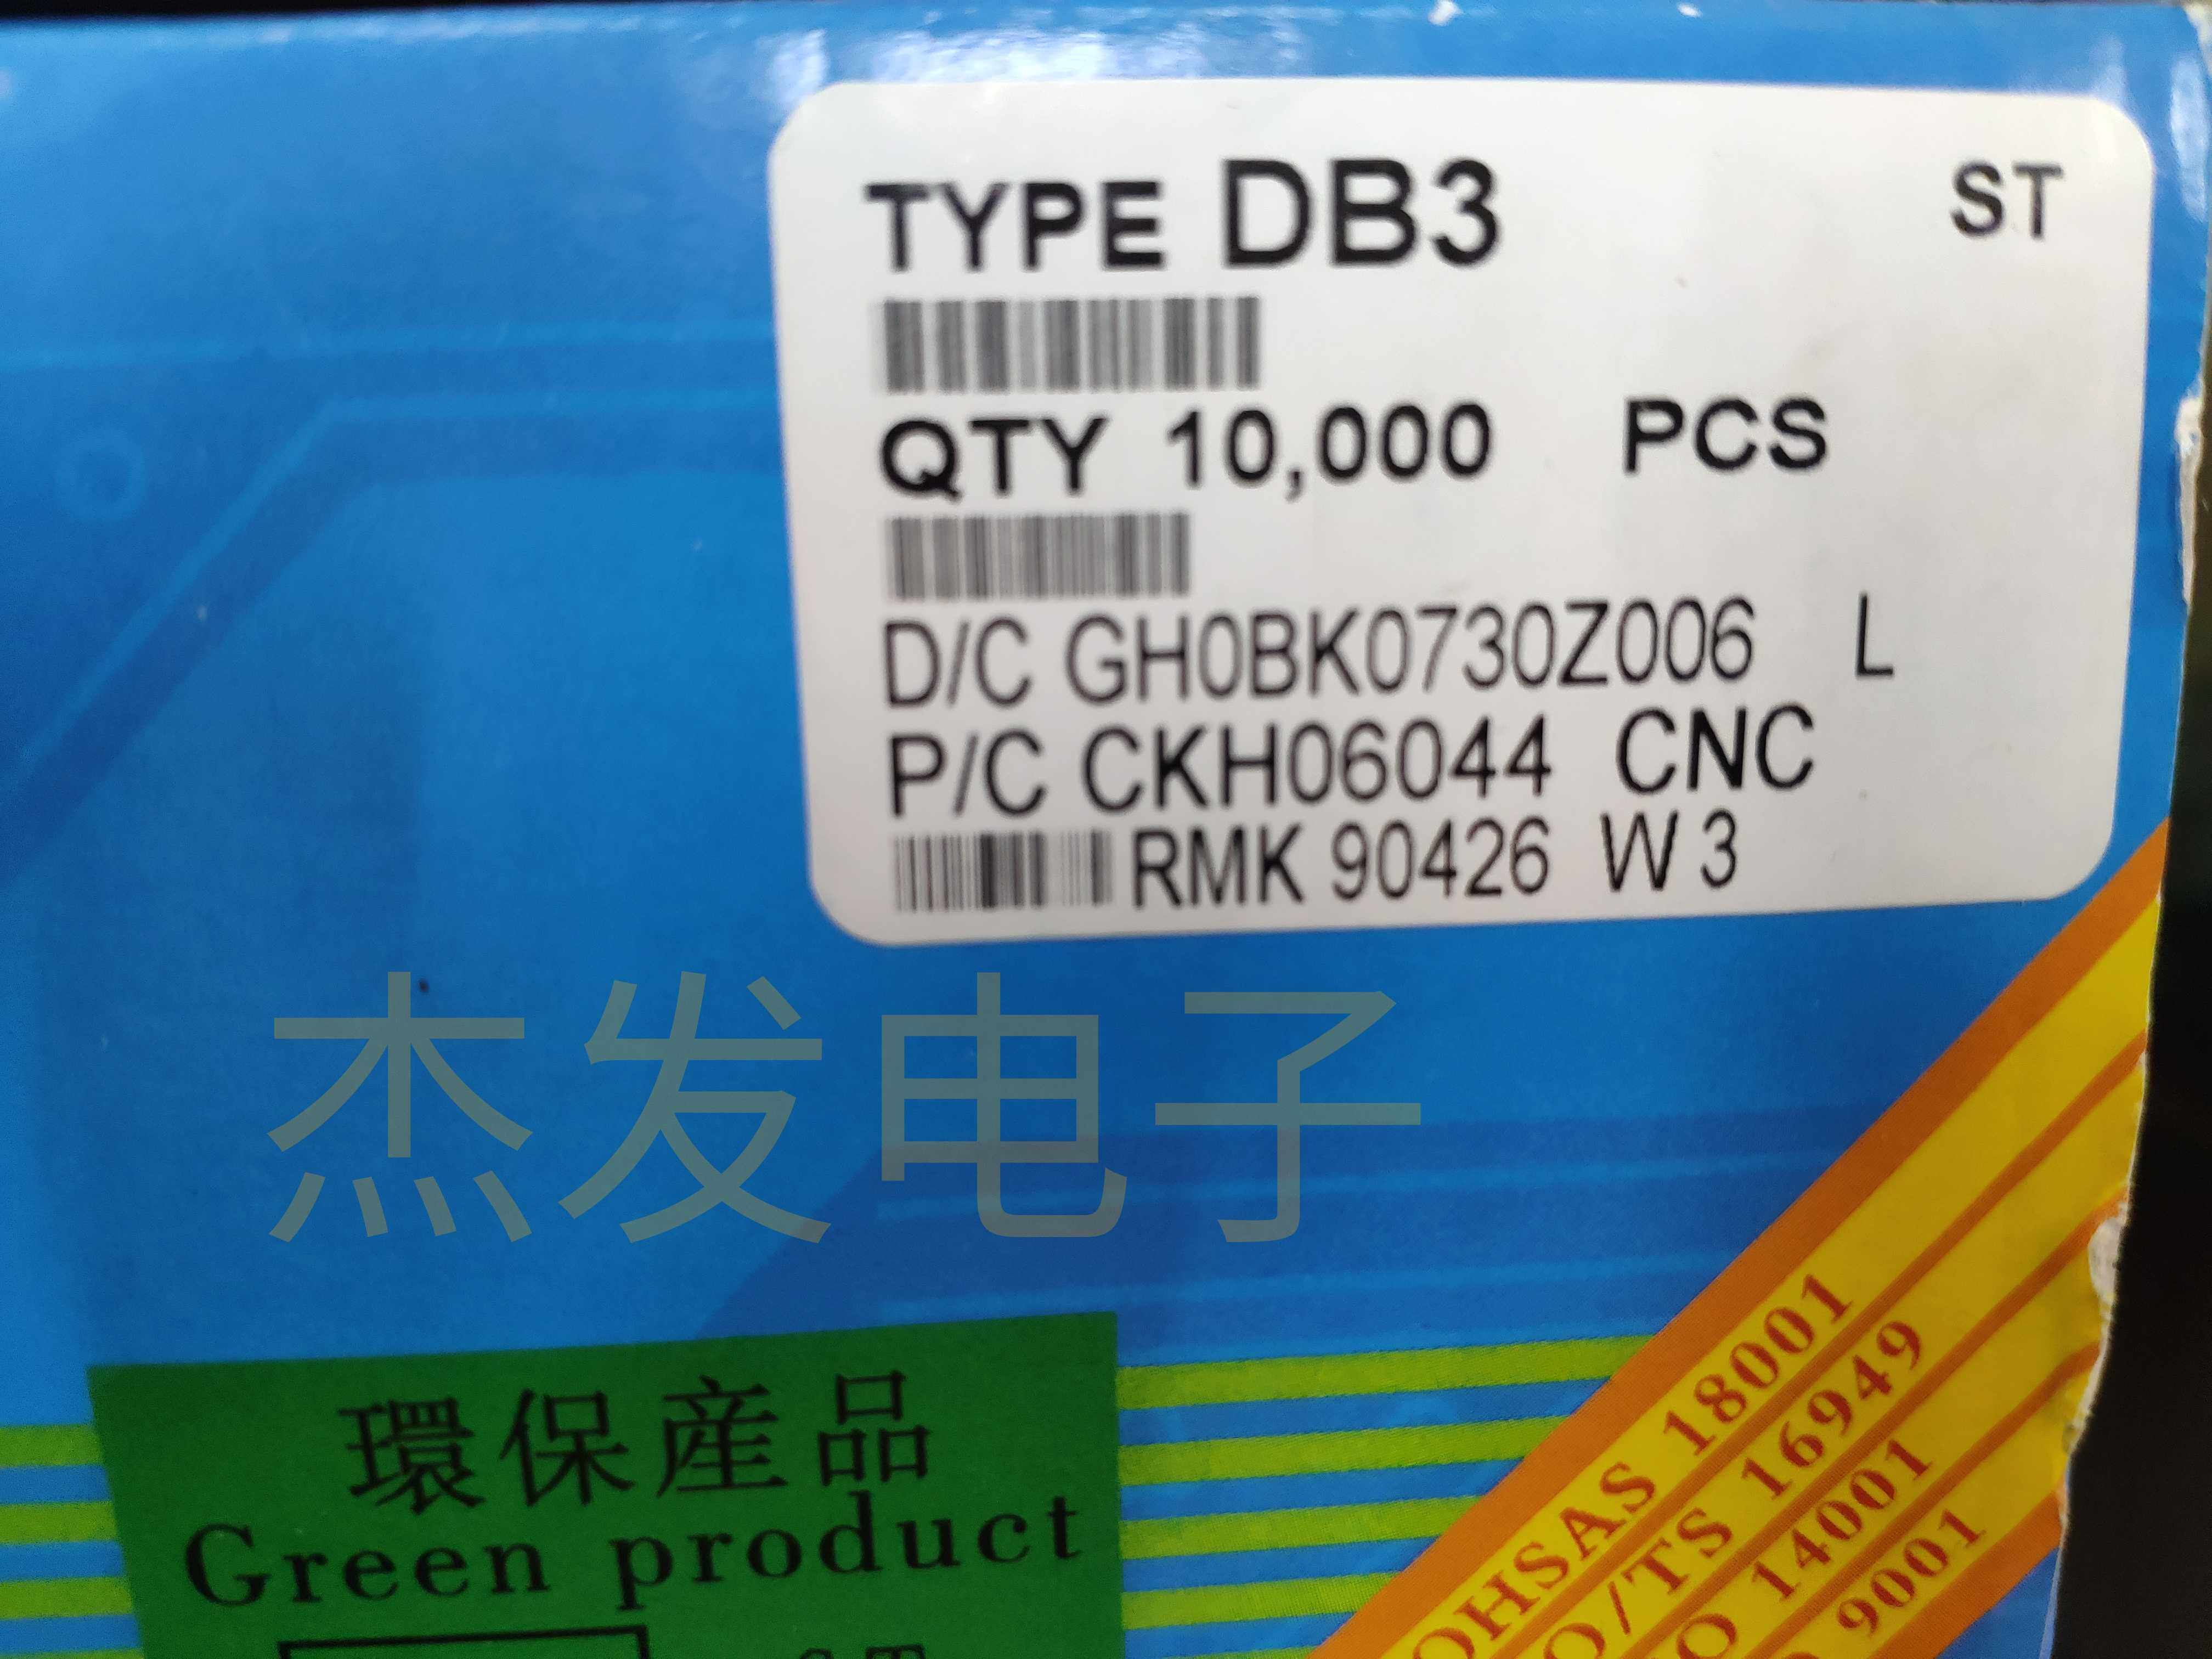 TYPE DB3 ST
QTY 10,000 PCS
D/C GH0BK0730Z006 L
P/C CKH06044 CNC
RMK 90426 W3
杰发电子
環保産品
Green product
OHSAS 18001
O/TS 16949
O 14001
9001